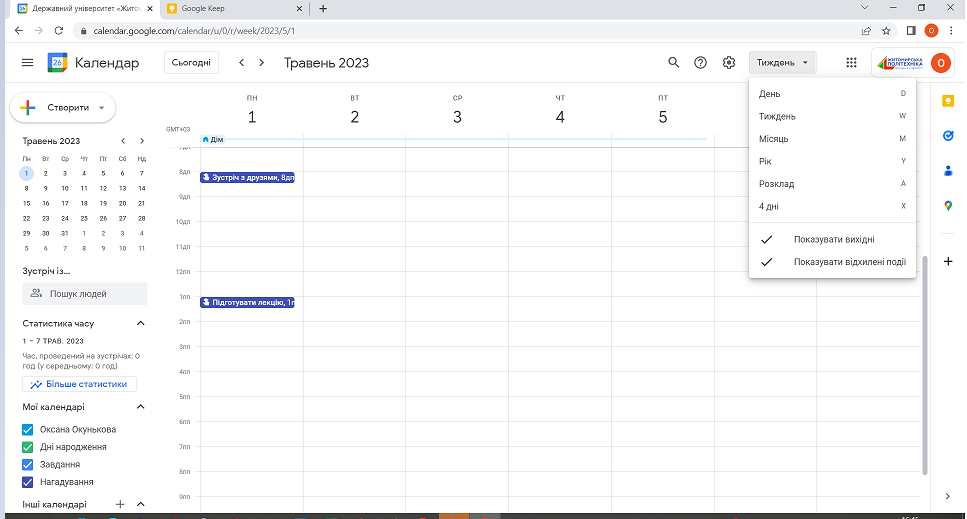 Державний університет «Житом
Google Keep
calendar.google.com/calendar/u/0/r/week/2023/5/1
26
Календар
Сьогодні
Травень 2023
Тиждень
ЖИТОМИРСЬКА
ПОЛІТЕХНІКА
O
Створити
GMT+03
ПН
ВТ
СР
ЧТ
ПТ
1
2
3
4
5
Дім
Травень 2023
Пн Вт Ср Чт Пт Сб Нд
1 2 3 4 5 6 7
8 9 10 11 12 13 14
15 16 17 18 19 20 21
22 23 24 25 26 27 28
29 30 31 1 2 3 4
5 6 7 8 9 10 11
Зустріч із...
Пошук людей
Статистика часу
1 – 7 ТРАВ. 2023
Час, проведений на зустрічах: 0
год (у середньому: 0 год)
Більше статистики
Мої календарі
Оксана Окунькова
Дні народження
Завдання
Нагадування
Інші календарі
8дп
9дп
10дп
11дп
12пп
1пп
2пп
3пп
4пп
5пп
6пп
7пп
8пп
9пп
Зустріч з друзями, 8дп
Підготувати лекцію, 1п
День D
Тиждень W
Місяць M
Рік Y
Розклад A
4 дні X
Показувати вихідні
Показувати відхилені події